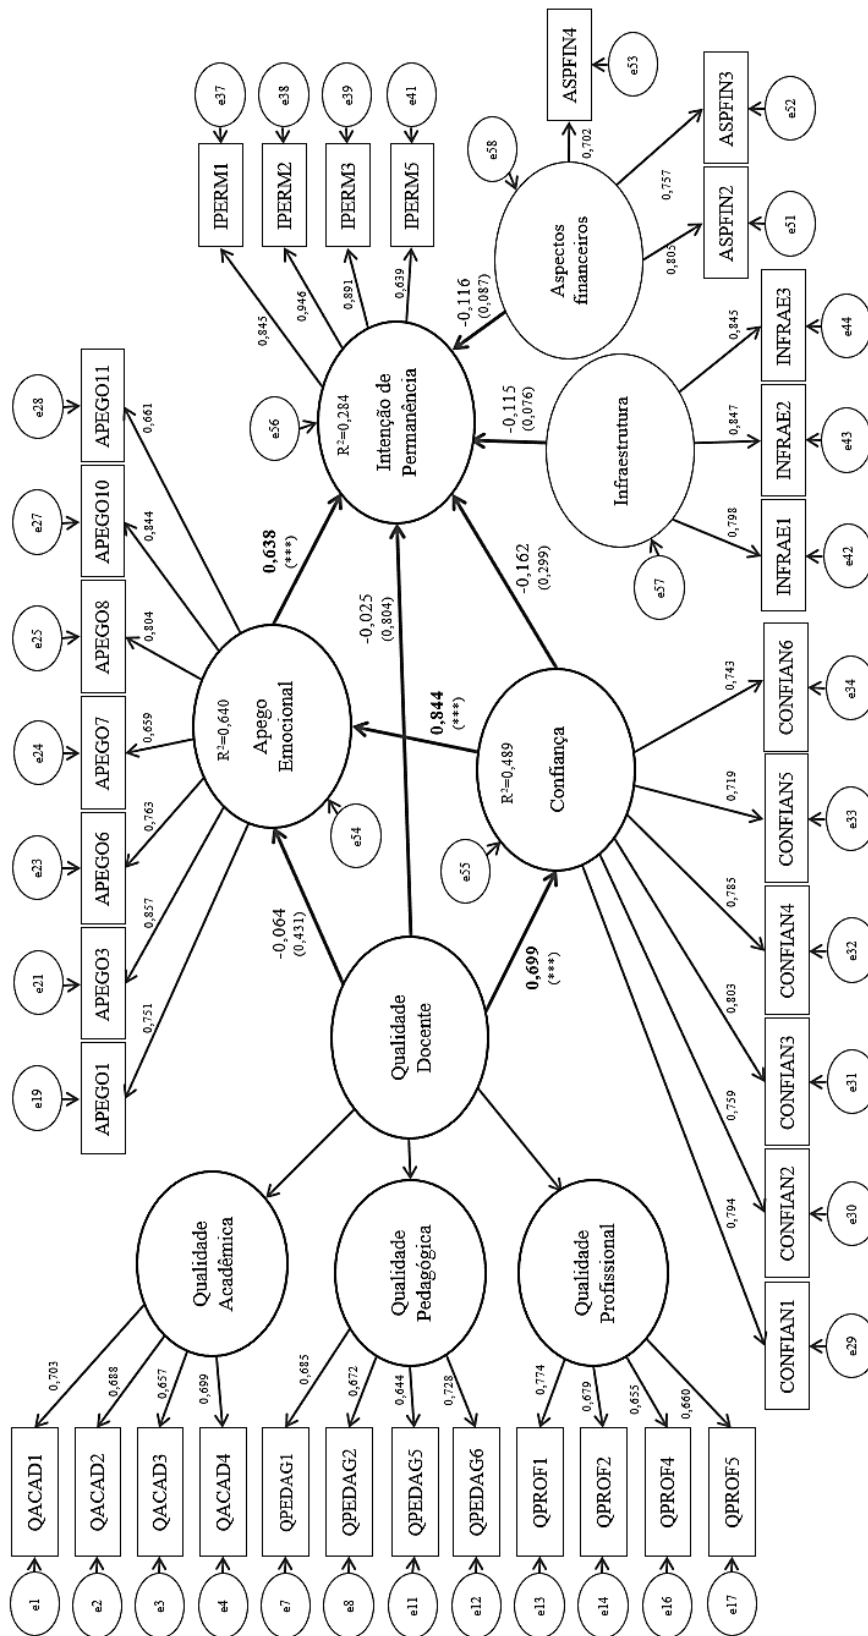 e1
QACAD1
0,703
e2
QACAD2
0,688
e3
QACAD3
0,657
e4
QACAD4
0,699
Qualidade
Acadêmica
e7
QPEDAG1
0,685
e8
QPEDAG2
0,672
e11
QPEDAG5
0,644
e12
QPEDAG6
0,728
Qualidade
Pedagógica
e13
QPROF1
0,774
e14
QPROF2
0,679
e16
QPROF4
0,655
e17
QPROF5
0,660
Qualidade
Profissional
Qualidade
Docente
-0,064
(0,431)
-0,025
(0,804)
0,699
(***)
e19
APEGO1
0,751
e21
APEGO3
0,857
e23
APEGO6
0,763
e24
APEGO7
0,659
e25
APEGO8
0,804
e27
APEGO10
0,844
e28
APEGO11
0,661
R²=0,640
Apego
Emocional
e54
0,638
(***)
0,844
(***)
e55
R²=0,489
Confiança
-0,162
(0,299)
0,794
CONFIAN1
e29
0,759
CONFIAN2
e30
0,803
CONFIAN3
e31
0,785
CONFIAN4
e32
0,719
CONFIAN5
e33
0,743
CONFIAN6
e34
e56
R²=0,284
Intenção de
Permanência
0,845
IPERM1
e37
0,946
IPERM2
e38
0,891
IPERM3
e39
0,639
IPERM5
e41
-0,115
(0,076)
-0,116
(0,087)
Infraestrutura
e57
0,798
INFRAE1
e42
0,847
INFRAE2
e43
0,845
INFRAE3
e44
e58
Aspectos
financeiros
0,805
ASPFIN2
e51
0,757
ASPFIN3
e52
0,702
ASPFIN4
e53